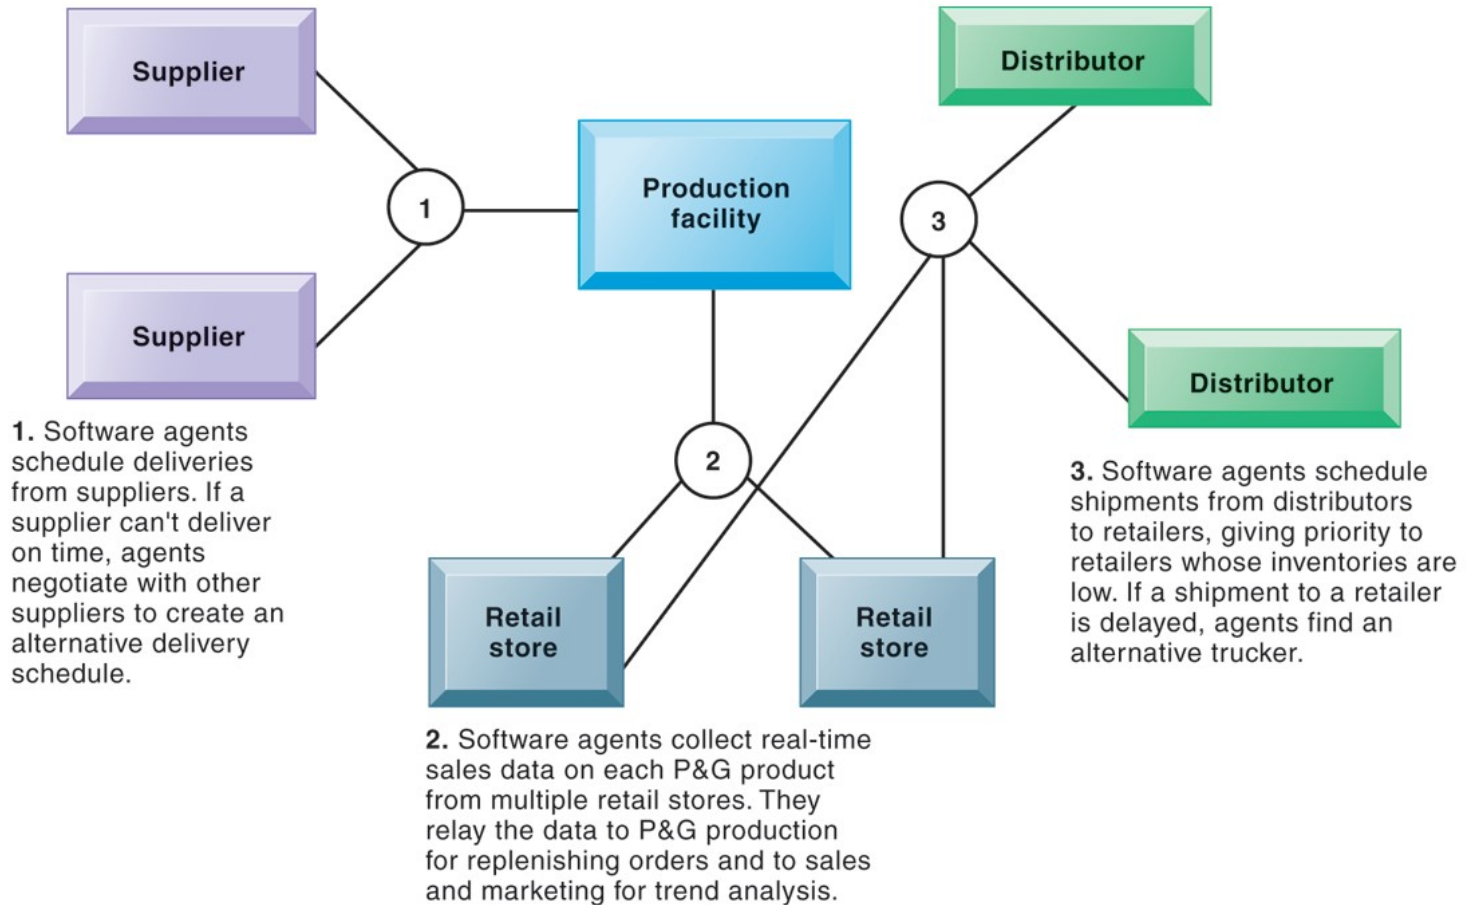 Supplier
Distributor
Production
facility
1
3
Supplier
Distributor
2
1. Software agents
schedule deliveries
from suppliers. If a
supplier can't deliver
on time, agents
negotiate with other
suppliers to create an
alternative delivery
schedule.
3. Software agents schedule
shipments from distributors
to retailers, giving priority to
retailers whose inventories are
low. If a shipment to a retailer
is delayed, agents find an
alternative trucker.
Retail
store
Retail
store
2. Software agents collect real-time
sales data on each P&G product
from multiple retail stores. They
relay the data to P&G production
for replenishing orders and to sales
and marketing for trend analysis.